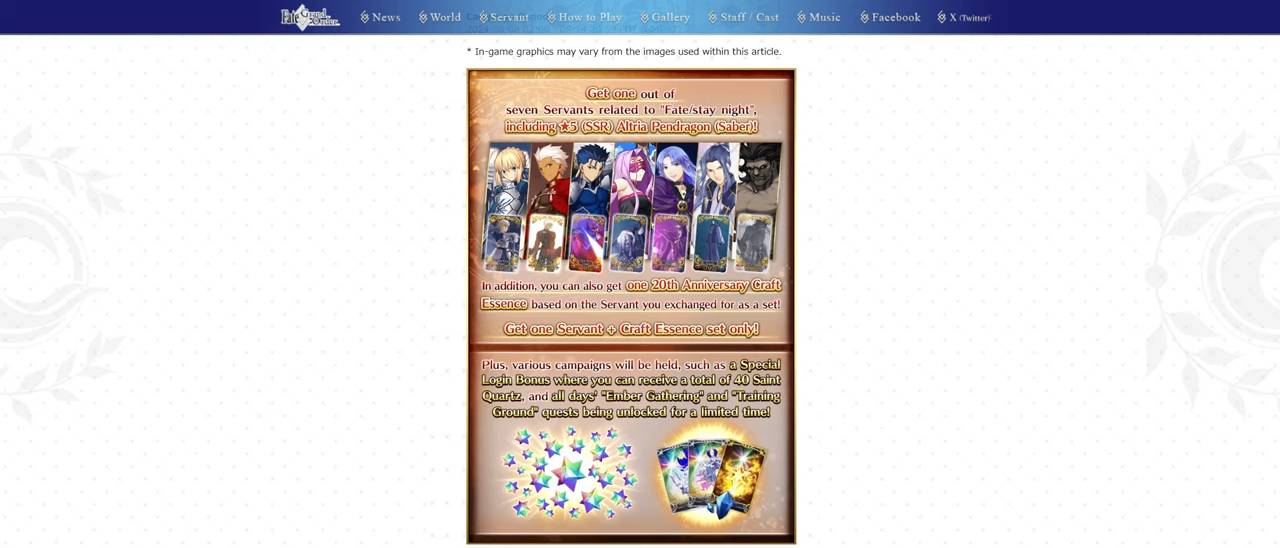 Fate Grand Order
News
World
Servant
How to Play
Gallery
Staff / Cast
Music
Facebook
X (Twitter)
* In-game graphics may vary from the images used within this article.
Get one out of
seven Servants related to "Fate/stay night",
including ★5 (SSR) Altria Pendragon (Saber)!
In addition, you can also get one 20th Anniversary Craft
Essence based on the Servant you exchanged for as a set!
Get one Servant + Craft Essence set only!
Plus, various campaigns will be held, such as a Special
Login Bonus where you can receive a total of 40 Saint
Quartz, and all days' "Ember Gathering" and "Training
Ground" quests being unlocked for a limited time!